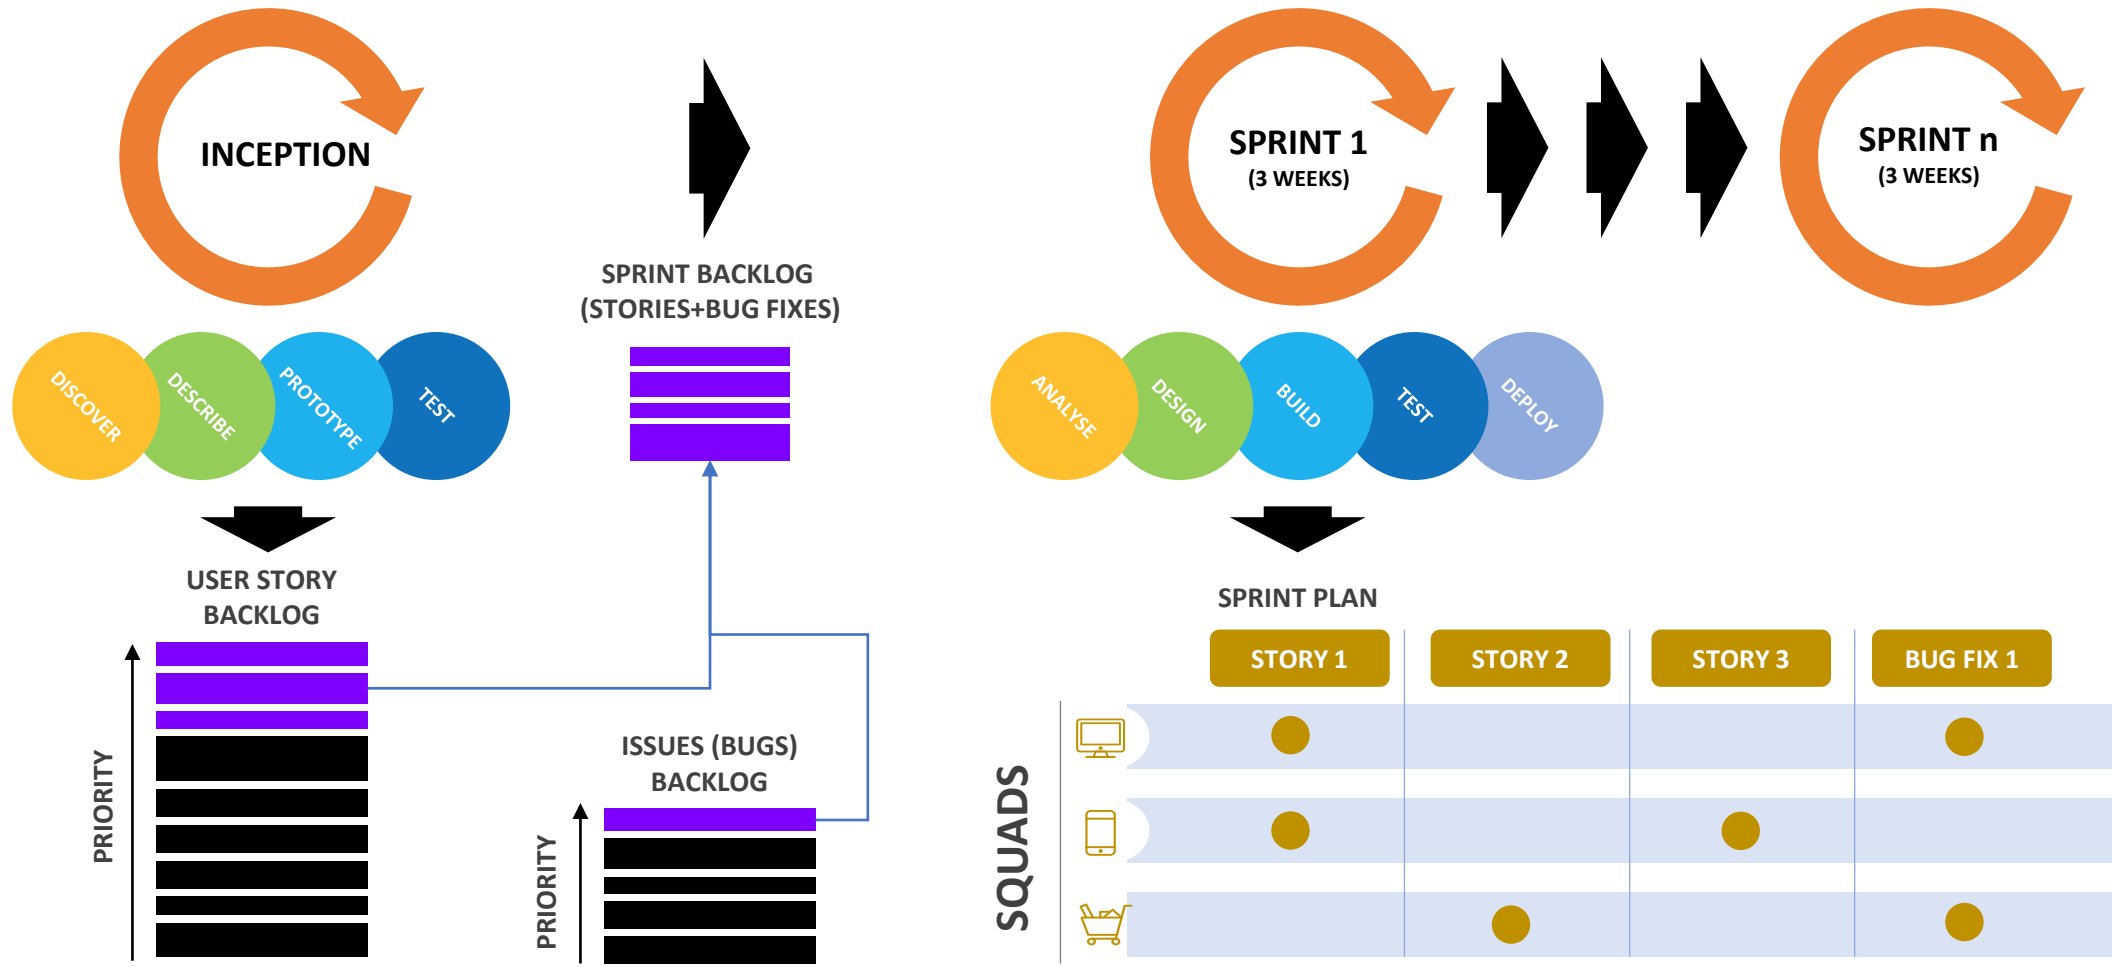 INCEPTION
DISCOVER
DESCRIBE
PROTOTYPE
TEST
USER STORY
BACKLOG
PRIORITY
SPRINT BACKLOG
(STORIES+BUG FIXES)
ISSUES (BUGS)
BACKLOG
PRIORITY
SPRINT 1
(3 WEEKS)
SPRINT n
(3 WEEKS)
ANALYSE
DESIGN
BUILD
TEST
DEPLOY
SPRINT PLAN
STORY 1
STORY 2
STORY 3
BUG FIX 1
SQUADS